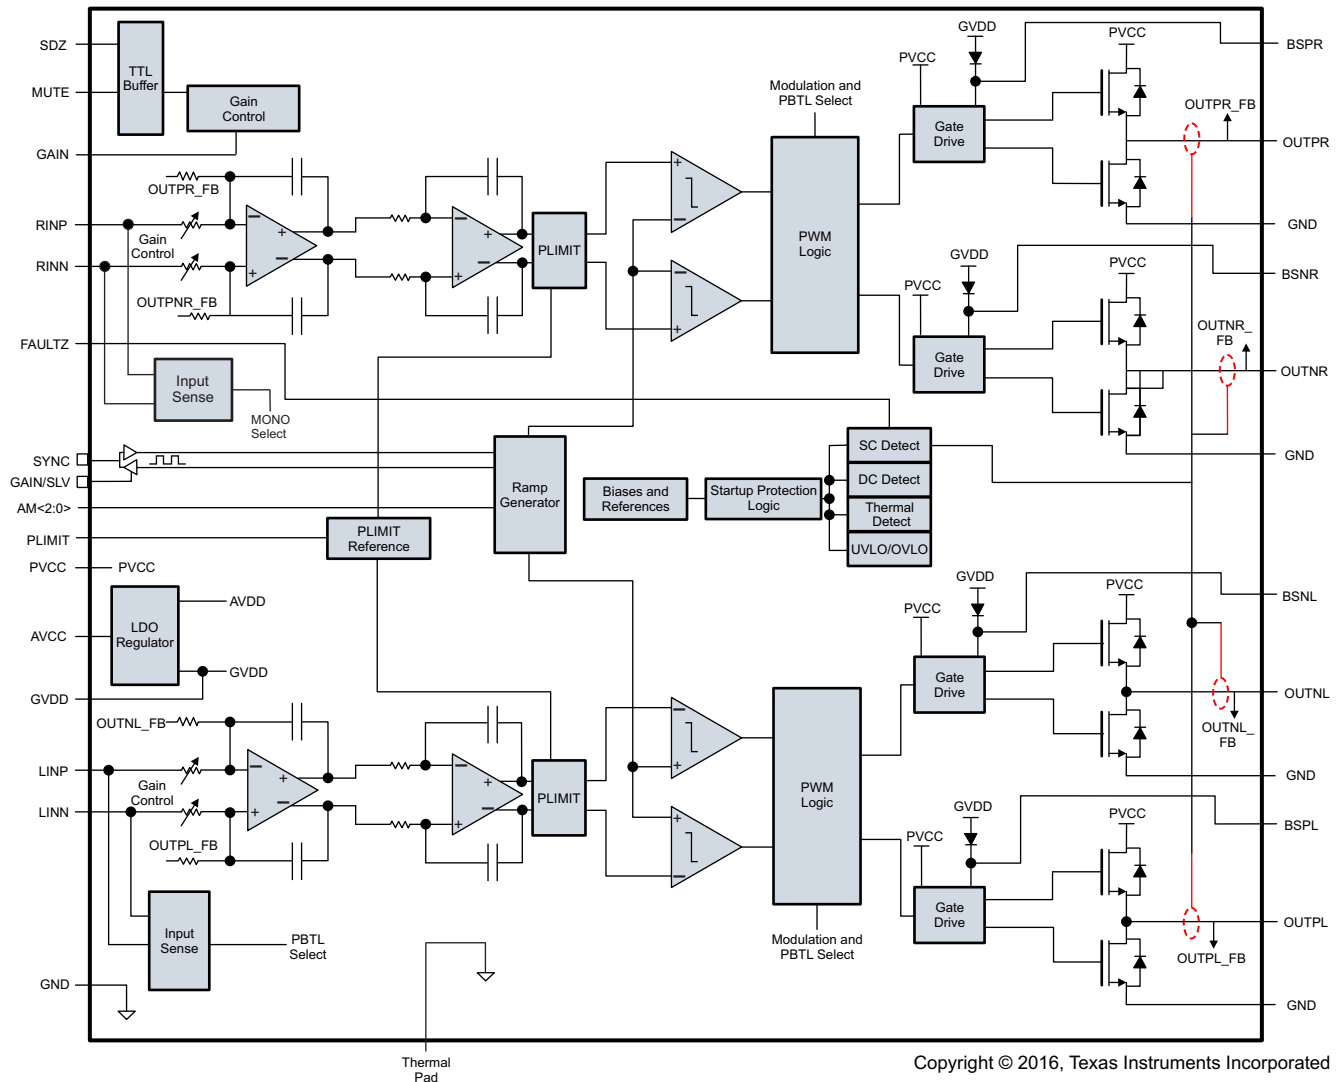 SDZ
MUTE
GAIN
TTL
Buffer
Gain
Control
OUTPR_FB
RINP
Gain
Control
RINN
OUTPNR_FB
FAULTZ
Input
Sense
MONO
Select
+
+
PLIMIT
+
+
Modulation and
PBTL Select
PWM
Logic
GVDD
PVCC
Gate
Drive
PVCC
BSPR
OUTPR_FB
OUTPR
GND
GVDD
PVCC
Gate
Drive
PVCC
BSNR
OUTNR_
FB
OUTNR
GND
SYNC
GAIN/SLV
AM<2:0>
PLIMIT
PVCC
PVCC
PLIMIT
Reference
Ramp
Generator
Biases and
References
Startup Protection
Logic
SC Detect
DC Detect
Thermal
Detect
UVLO/OVLO
AVCC
LDO
Regulator
AVDD
GVDD
GVDD
OUTNL_FB
LINP
Gain
Control
LINN
OUTPL_FB
+
+
PLIMIT
+
+
PWM
Logic
Modulation and
PBTL Select
GVDD
PVCC
Gate
Drive
PVCC
BSNL
OUTNL
OUTNL_
FB
GND
GVDD
PVCC
Gate
Drive
PVCC
BSPL
OUTPL
OUTPL_FB
GND
Input
Sense
PBTL
Select
GND
Thermal
Pad
Copyright © 2016, Texas Instruments Incorporated